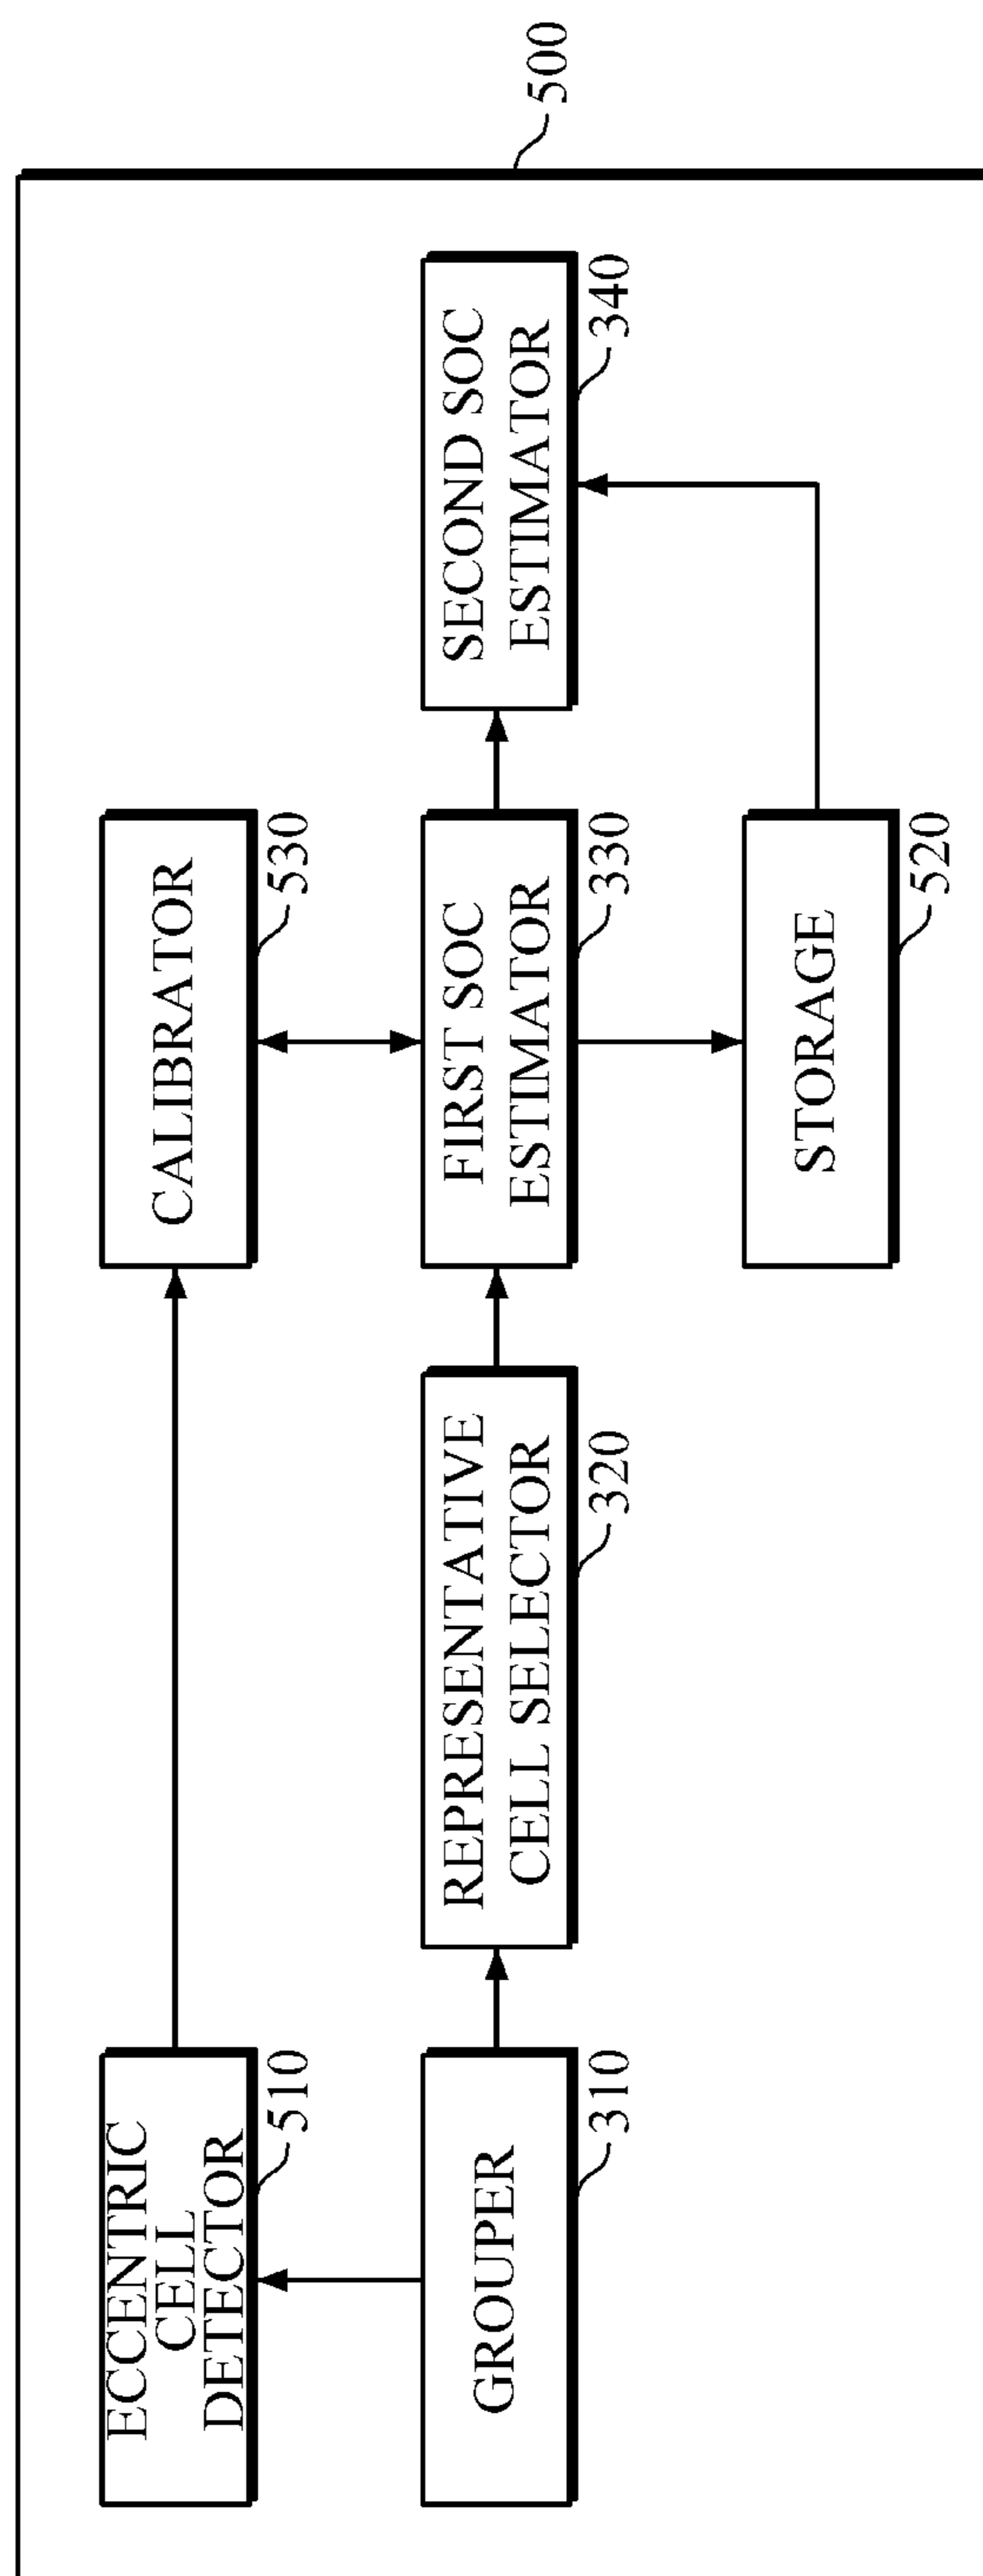 500
ECCENTRIC
CELL
DETECTOR
510
CALIBRATOR
530
GROUPER
310
REPRESENTATIVE
CELL SELECTOR
320
FIRST SOC
ESTIMATOR
330
SECOND SOC
ESTIMATOR
340
STORAGE
520